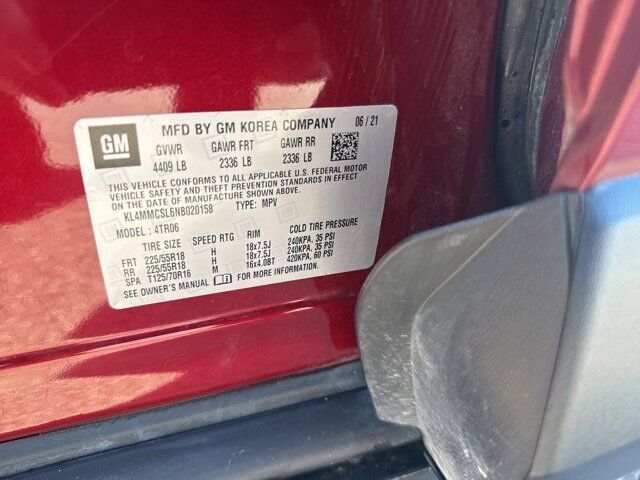 GM
MFD BY GM KOREA COMPANY 06/21
GVWR GAWR FRT GAWR RR
4409 LB 2336 LB 2336 LB
THIS VEHICLE CONFORMS TO ALL APPLICABLE U.S. FEDERAL MOTOR
VEHICLE SAFETY AND THEFT PREVENTION STANDARDS IN EFFECT
ON THE DATE OF MANUFACTURE SHOWN ABOVE.
KL4MMCSL6NB020158 TYPE: MPV
MODEL: 4TR06
TIRE SIZE SPEED RTG RIM COLD TIRE PRESSURE
FRT 225/55R18 H 18x7.5J 240KPA, 35 PSI
RR 225/55R18 H 18x7.5J 240KPA, 35 PSI
SPA T125/70R16 M 16x4.0BT 420KPA, 60 PSI
SEE OWNER'S MANUAL FOR MORE INFORMATION.